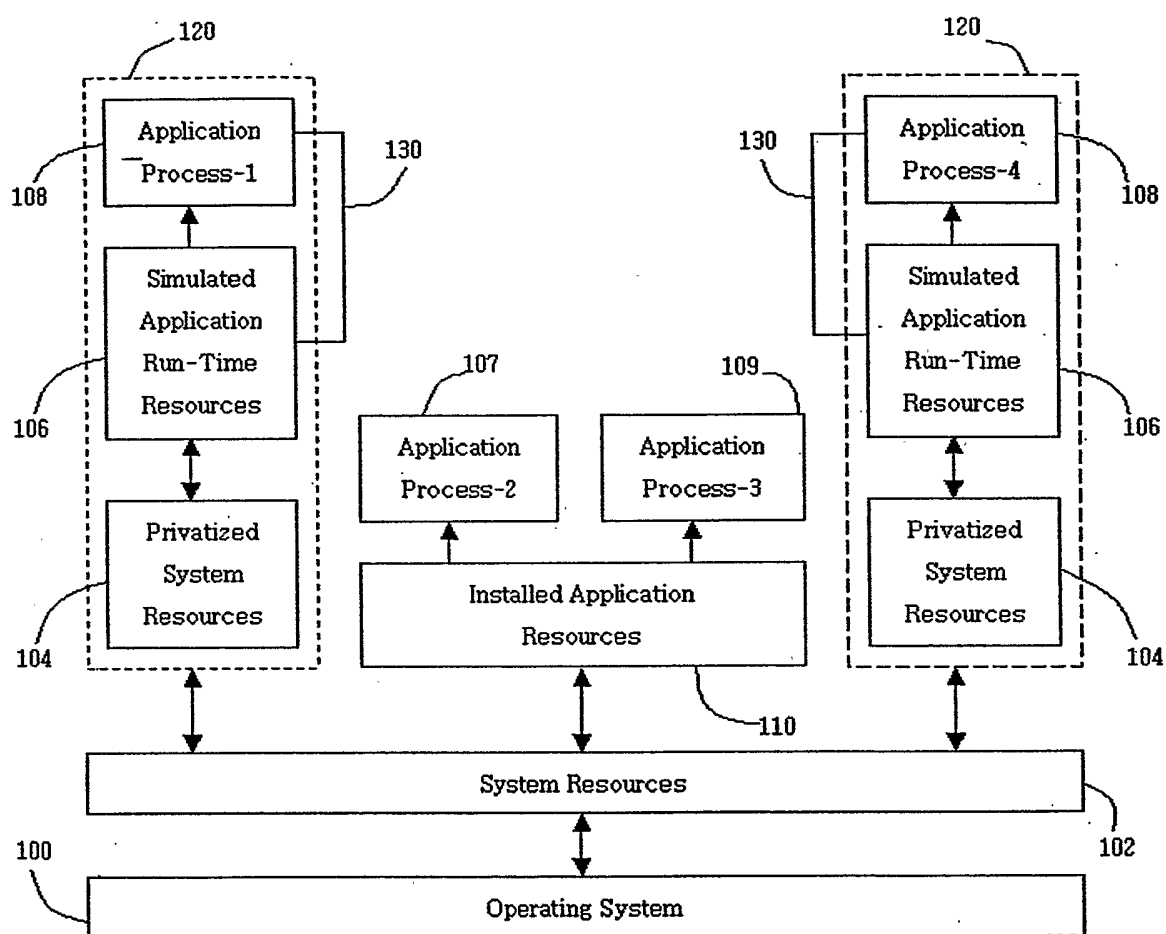 120
120
Application
Process-1
130
108
Application
Process-4
130
108
Simulated
Application
Run-Time
Resources
106
Simulated
Application
Run-Time
Resources
106
107
109
Application
Process-2
Application
Process-3
Privatized
System
Resources
104
Installed Application
Resources
110
Privatized
System
Resources
104
System Resources
102
100
Operating System